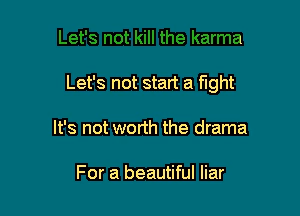 Let's not kill the karma
Let's not start a fight
It's not worth the drama
For a beautiful liar